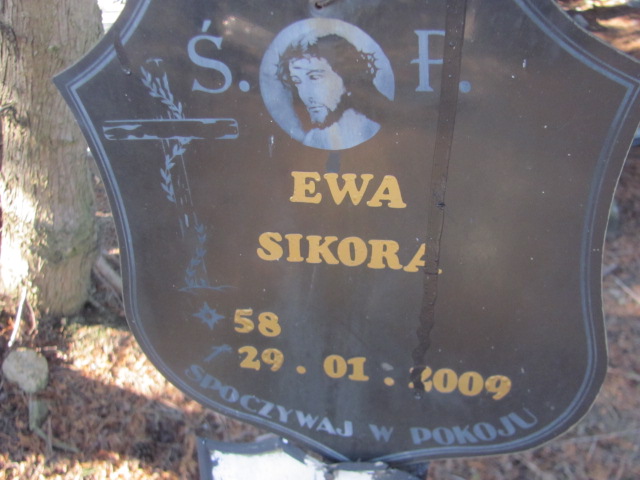 Ś. P.
EWA
SIKORA
58
29.01.2009
SPOCZYWAJ W POKOJU